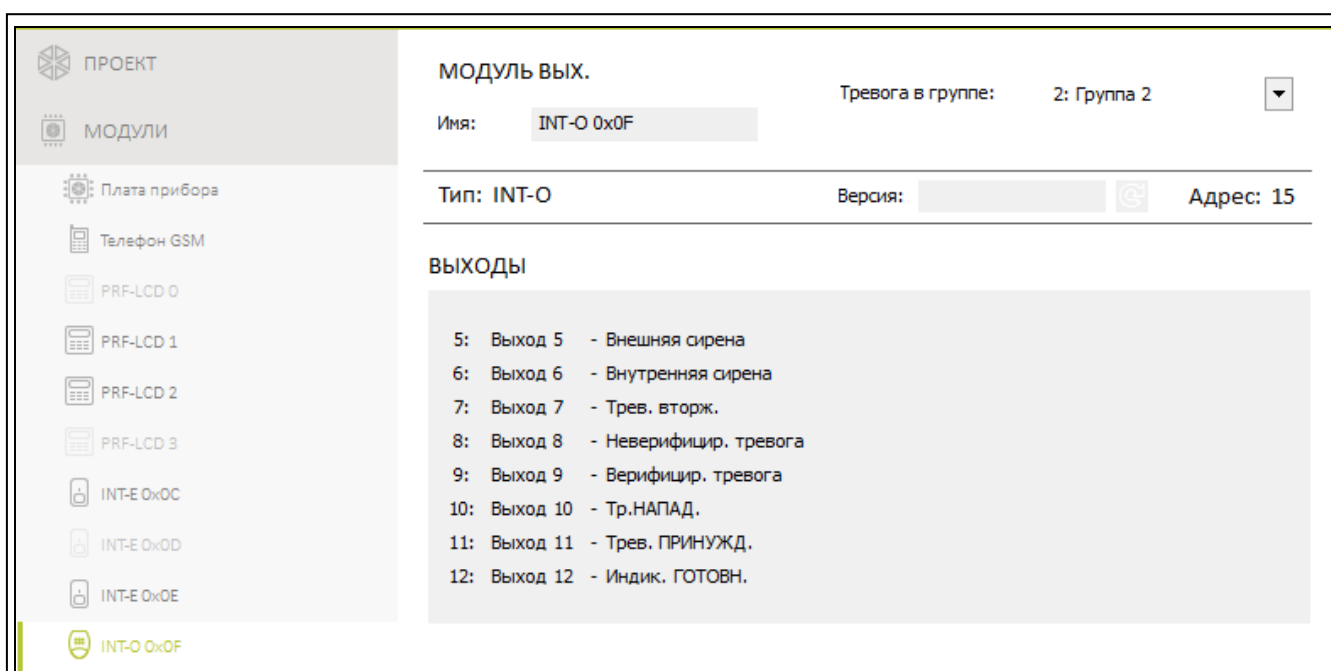 ПРОЕКТ
МОДУЛИ
Плата прибора
Телефон GSM
PRF-LCD 0
PRF-LCD 1
PRF-LCD 2
PRF-LCD 3
INT-E 0x0C
INT-E 0x0D
INT-E 0x0E
INT-O 0x0F
МОДУЛЬ ВЫХ.
Тревога в группе: 2: Группа 2
Имя: INT-O 0x0F
Тип: INT-O Версия: Адрес: 15
ВЫХОДЫ
5: Выход 5 - Внешняя сирена
6: Выход 6 - Внутренняя сирена
7: Выход 7 - Трев. вторж.
8: Выход 8 - Неверифицир. тревога
9: Выход 9 - Верифицир. тревога
10: Выход 10 - Тр.НАПАД.
11: Выход 11 - Трев. ПРИНУЖД.
12: Выход 12 - Индик. ГОТОВН.